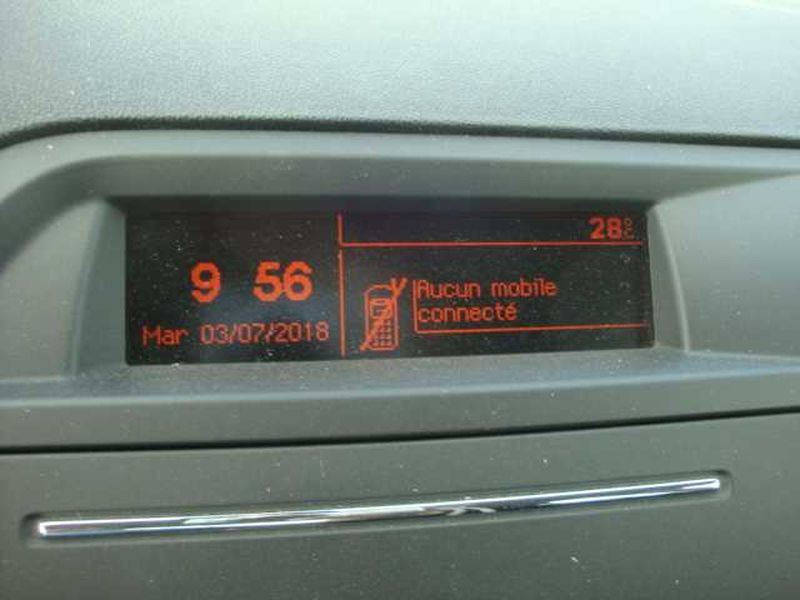 28°C
9 56
Mar 03/07/2018
Aucun mobile
connecté